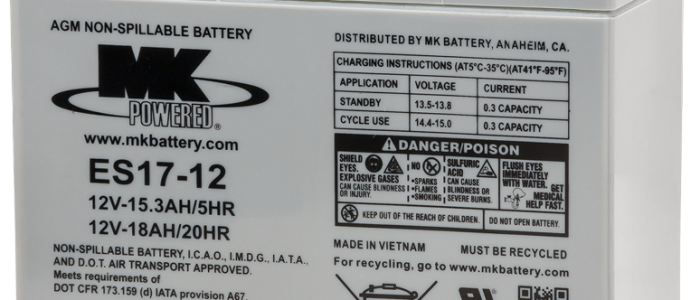 AGM NON-SPILLABLE BATTERY
MK
POWERED®
www.mkbattery.com
ES17-12
12V-15.3AH/5HR
12V-18AH/20HR
NON-SPILLABLE BATTERY, I.C.A.O., I.M.D.G., I.A.T.A.
AND D.O.T. AIR TRANSPORT APPROVED.
Meets requirements of
DOT CFR 173.159 (d) IATA provision A67.
DISTRIBUTED BY MK BATTERY, ANAHEIM, CA.
CHARGING INSTRUCTIONS (AT5°C-35°C)(AT41°F-95°F)
APPLICATION VOLTAGE CURRENT
STANDBY 13.5-13.8 0.3 CAPACITY
CYCLE USE 14.4-15.0 0.3 CAPACITY
DANGER/POISON
SHIELD
EYES.
EXPLOSIVE GASES
CAN CAUSE BLINDNESS
OR INJURY.
NO
•SPARKS
•FLAMES
•SMOKING
SULFURIC
ACID
CAN CAUSE
BLINDNESS OR
SEVERE BURNS.
FLUSH EYES
IMMEDIATELY
WITH WATER.
GET
MEDICAL
HELP FAST.
KEEP OUT OF THE REACH OF CHILDREN. DO NOT OPEN BATTERY.
MADE IN VIETNAM MUST BE RECYCLED
For recycling, go to www.mkbattery.com